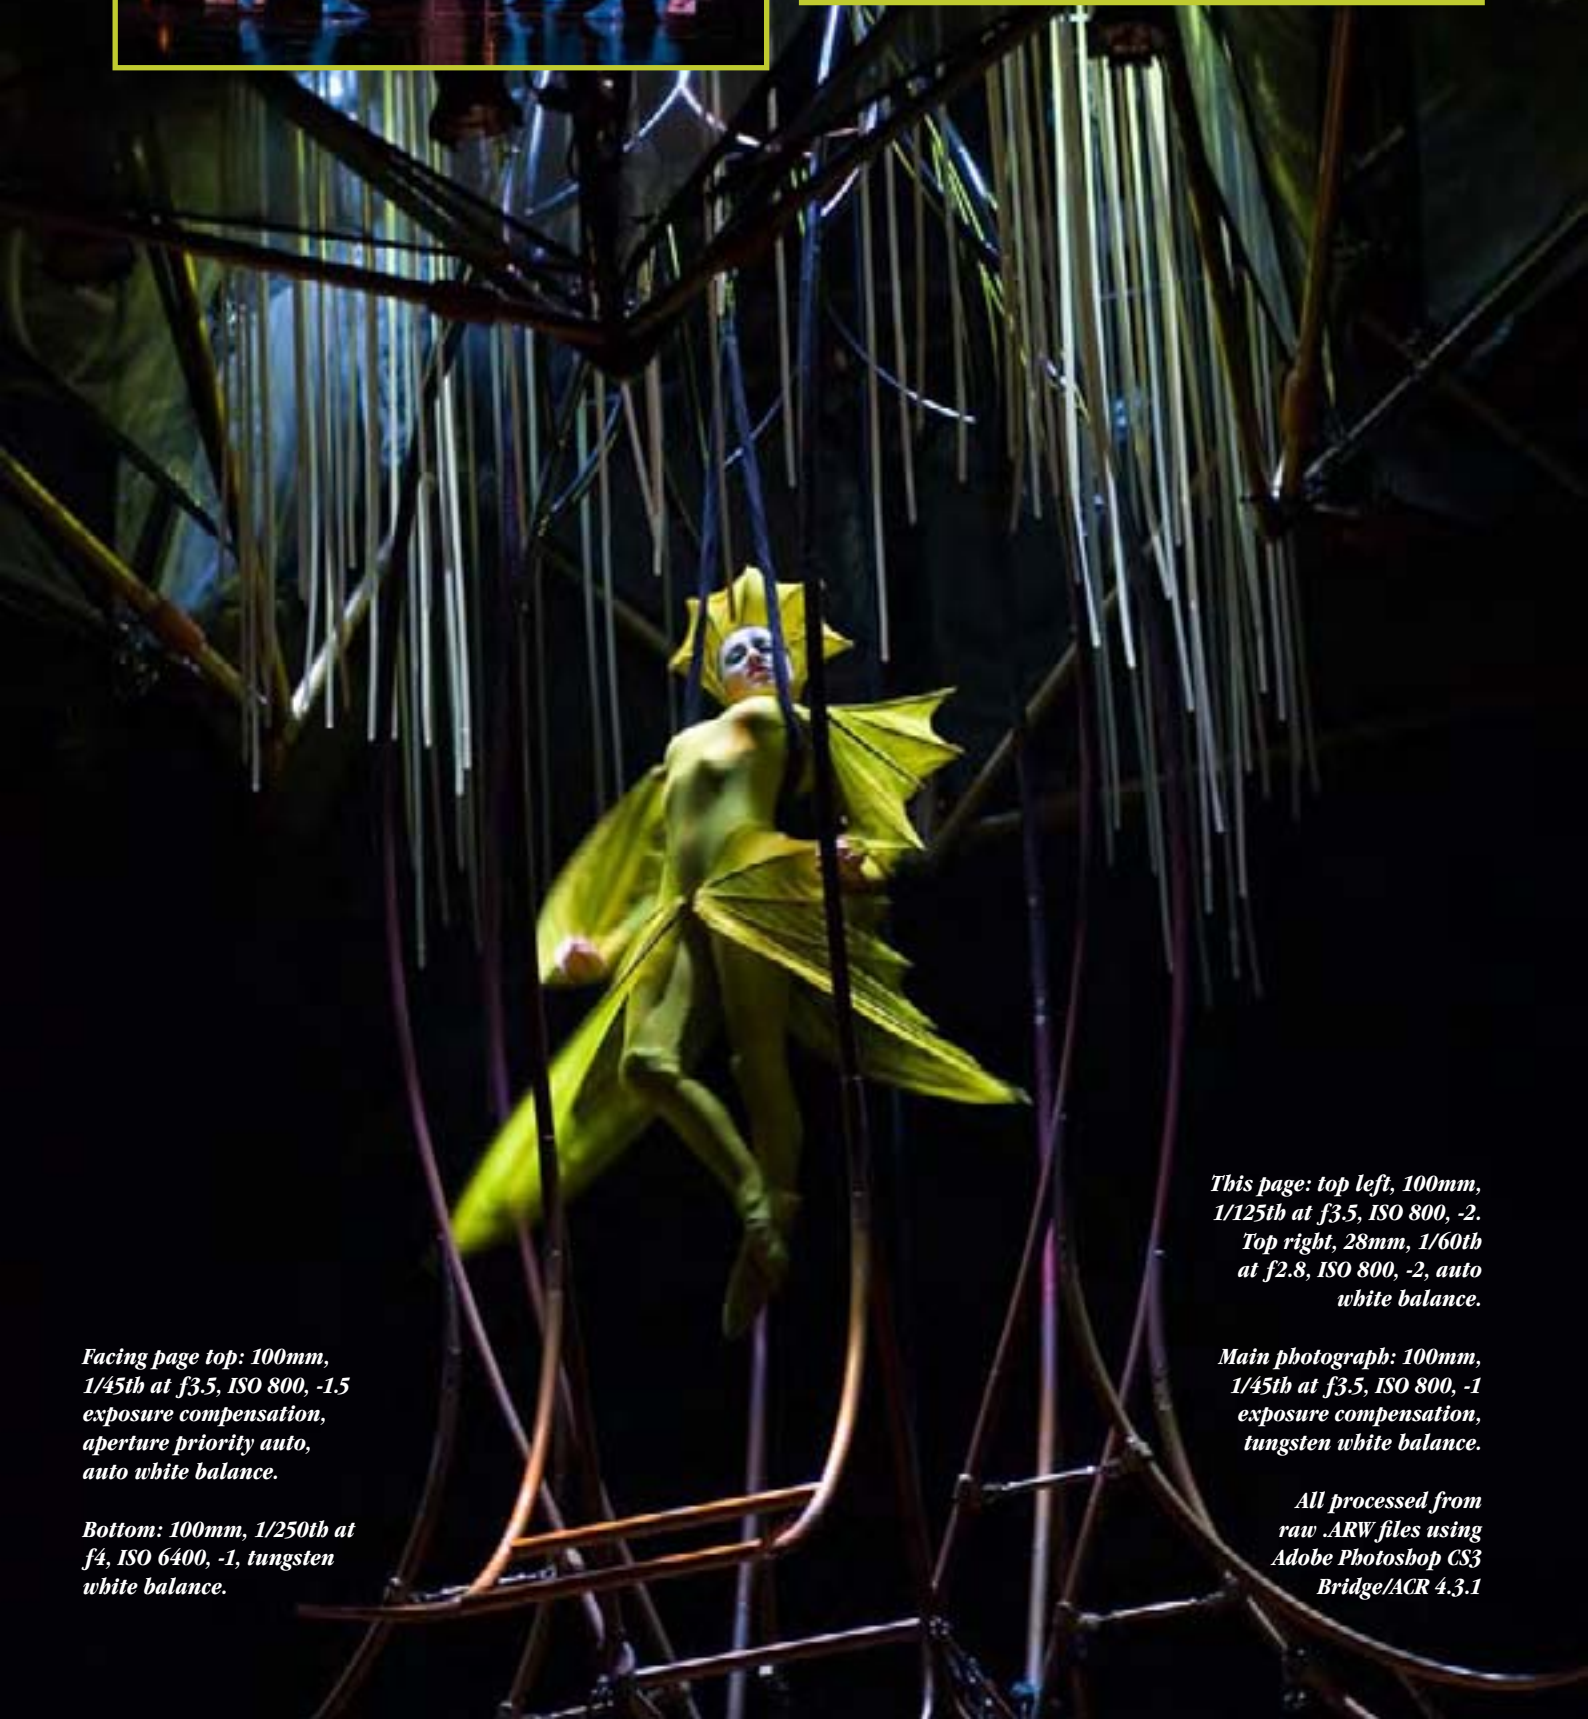 Facing page top: 100mm,
1/45th at f3.5, ISO 800, -1.5
exposure compensation,
aperture priority auto,
auto white balance.
Bottom: 100mm, 1/250th at
f4, ISO 6400, -1, tungsten
white balance.
This page: top left, 100mm,
1/125th at f3.5, ISO 800, -2.
Top right, 28mm, 1/60th
at f2.8, ISO 800, -2, auto
white balance.
Main photograph: 100mm,
1/45th at f3.5, ISO 800, -1
exposure compensation,
tungsten white balance.
All processed from
raw .ARW files using
Adobe Photoshop CS3
Bridge/ACR 4.3.1